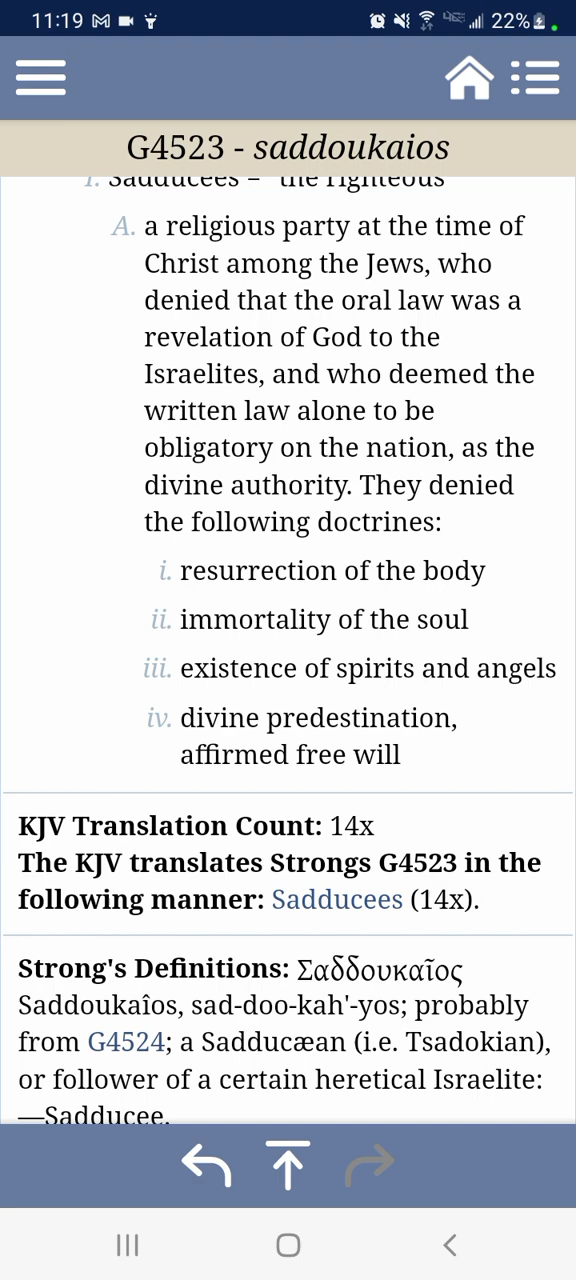 11:19
22%
G4523 - saddoukaios
I. Sadducees = "the righteous"
A. a religious party at the time of
Christ among the Jews, who
denied that the oral law was a
revelation of God to the
Israelites, and who deemed the
written law alone to be
obligatory on the nation, as the
divine authority. They denied
the following doctrines:
i. resurrection of the body
ii. immortality of the soul
iii. existence of spirits and angels
iv. divine predestination,
affirmed free will
KJV Translation Count: 14x
The KJV translates Strongs G4523 in the
following manner: Sadducees (14x).
Strong's Definitions: Σαδδουκαῖος
Saddoukaîos, sad-doo-kah'-yos; probably
from G4524; a Sadducæan (i.e. Tsadokian),
or follower of a certain heretical Israelite:
—Sadducee.